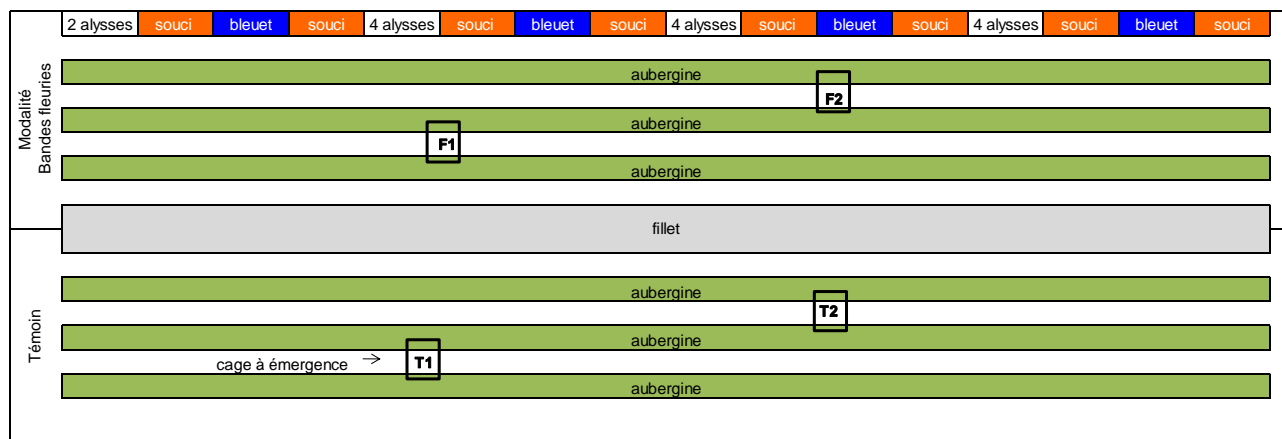 2 alysses souci bleuet souci 4 alysses souci bleuet souci 4 alysses souci bleuet souci 4 alysses souci bleuet souci
Modalité
Bandes fleuries
aubergine
F2
aubergine
F1
aubergine
fillet
Témoin
aubergine
T2
aubergine
cage à émergence → T1
aubergine